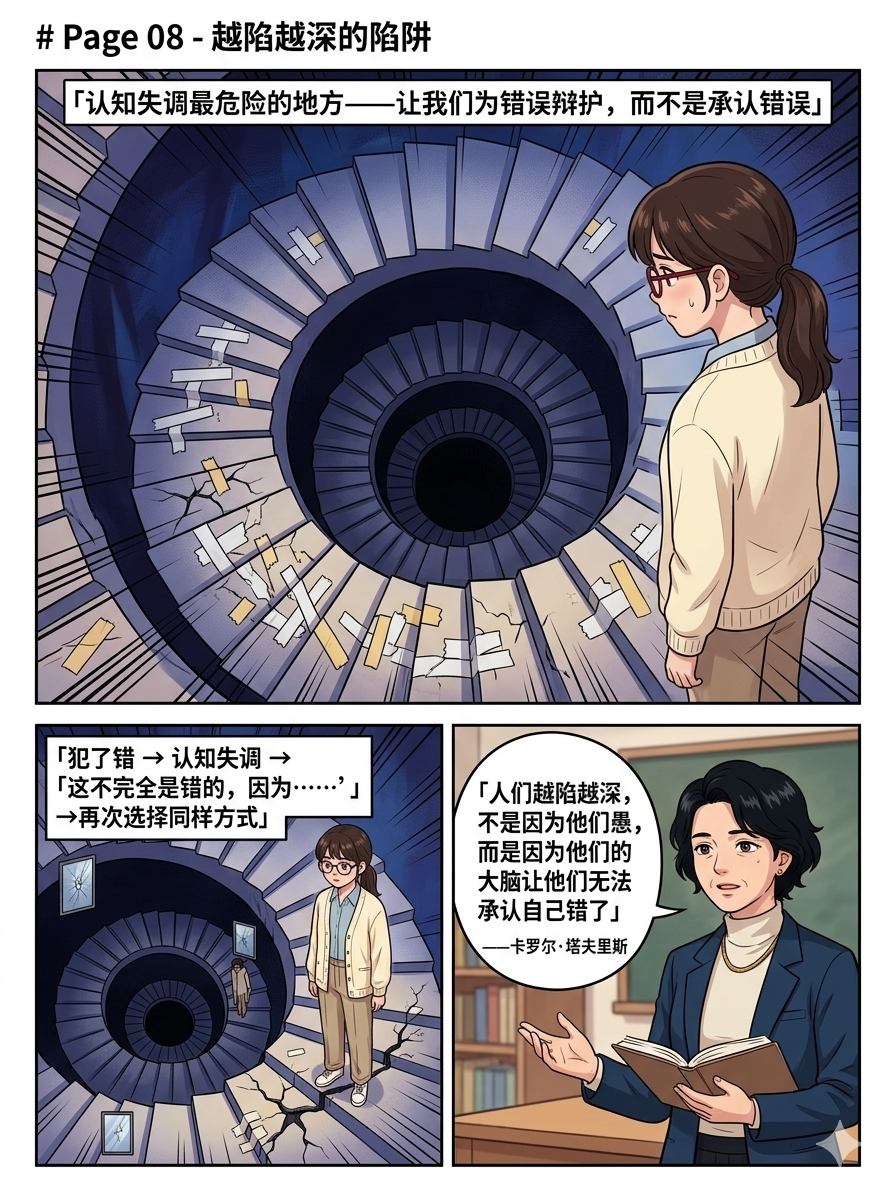 # Page 08 - 越陷越深的陷阱
「认知失调最危险的地方——让我们为错误辩护，而不是承认错误」
「犯了错 → 认知失调 →
「这不完全是错的，因为……’」
→再次选择同样方式」
「人们越陷越深，
不是因为他们愚，
而是因为他们的
大脑让他们无法
承认自己错了」
——卡罗尔·塔夫里斯